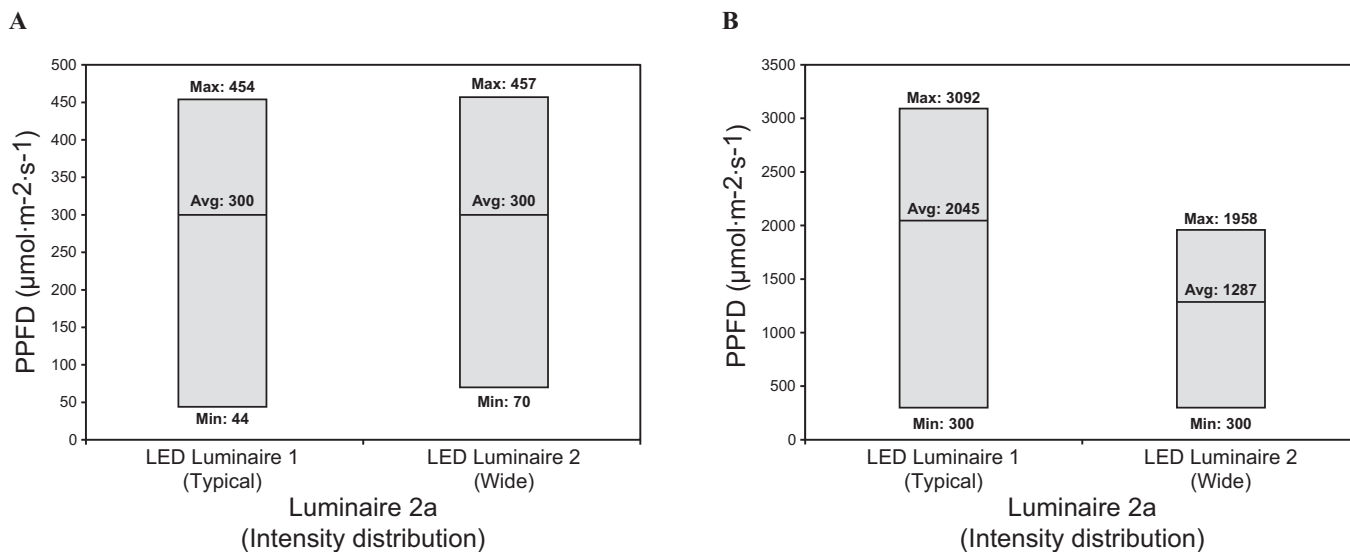 A
PPFD (µmol·m-2·s-1)
500
450
400
350
300
250
200
150
100
50
0
Max: 454
Avg: 300
Min: 44
Max: 457
Avg: 300
Min: 70
LED Luminaire 1
(Typical)
LED Luminaire 2
(Wide)
Luminaire 2a
(Intensity distribution)
B
PPFD (µmol·m-2·s-1)
3500
3000
2500
2000
1500
1000
500
0
Max: 3092
Avg: 2045
Min: 300
Max: 1958
Avg: 1287
Min: 300
LED Luminaire 1
(Typical)
LED Luminaire 2
(Wide)
Luminaire 2a
(Intensity distribution)